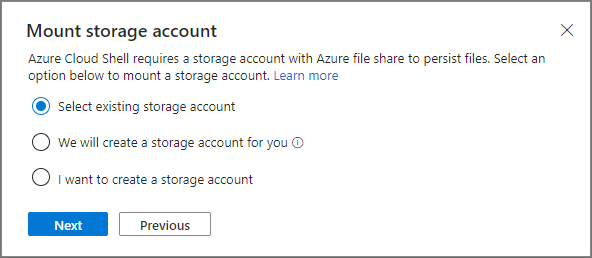 Mount storage account
Azure Cloud Shell requires a storage account with Azure file share to persist files. Select an
option below to mount a storage account. Learn more
Select existing storage account
We will create a storage account for you
I want to create a storage account
Next
Previous